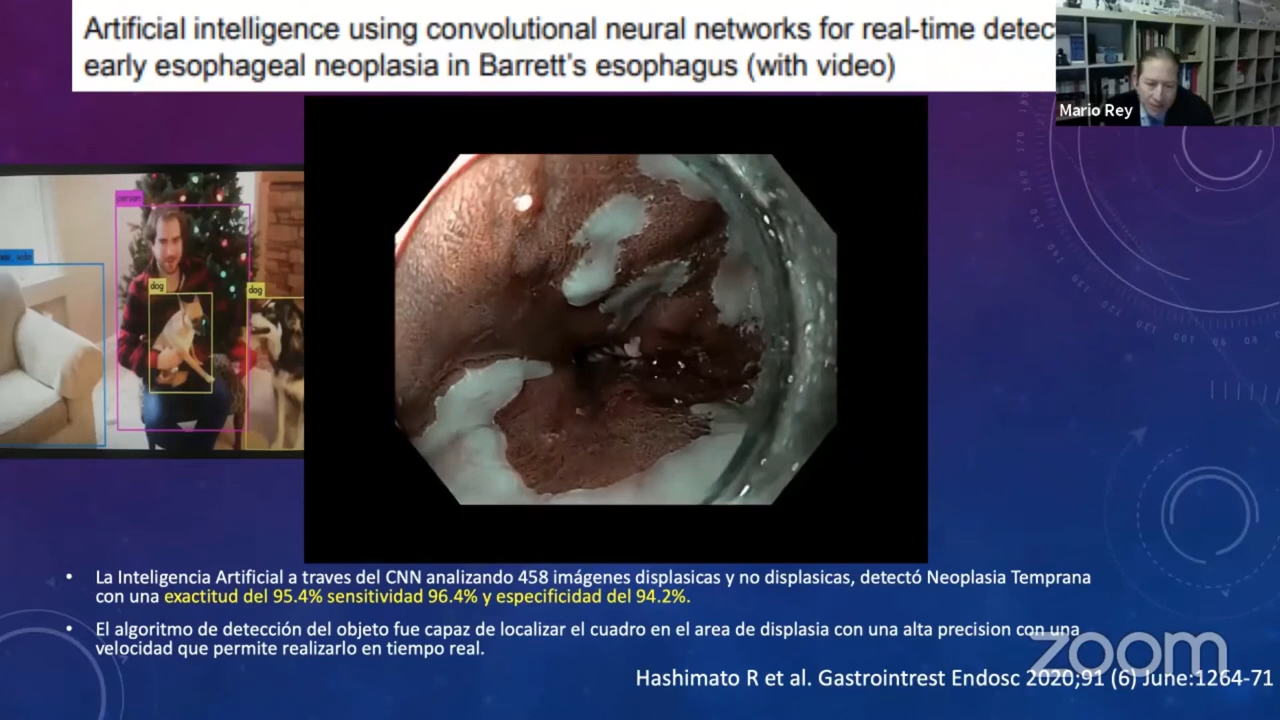 Artificial intelligence using convolutional neural networks for real-time detec
early esophageal neoplasia in Barrett's esophagus (with video)
Mario Rey
person
dog
dog
• La Inteligencia Artificial a traves del CNN analizando 458 imágenes displasicas y no displasicas, detectó Neoplasia Temprana
con una exactitud del 95.4% sensitividad 96.4% y especificidad del 94.2%.
• El algoritmo de detección del objeto fue capaz de localizar el cuadro en el area de displasia con una alta precision con una
velocidad que permite realizarlo en tiempo real.
zoom
Hashimato R et al. Gastrointrest Endosc 2020;91 (6) June:1264-71